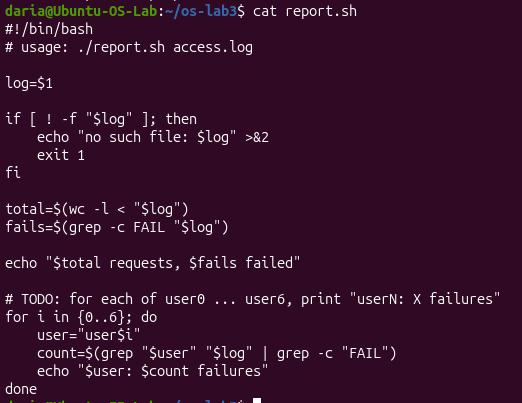 daria@Ubuntu-OS-Lab:~/os-lab3$ cat report.sh
#!/bin/bash
# usage: ./report.sh access.log

log=$1

if [ ! -f "$log" ]; then
    echo "no such file: $log" >&2
    exit 1
fi

total=$(wc -l < "$log")
fails=$(grep -c FAIL "$log")

echo "$total requests, $fails failed"

# TODO: for each of user0 ... user6, print "userN: X failures"
for i in {0..6}; do
    user="user$i"
    count=$(grep "$user" "$log" | grep -c "FAIL")
    echo "$user: $count failures"
done